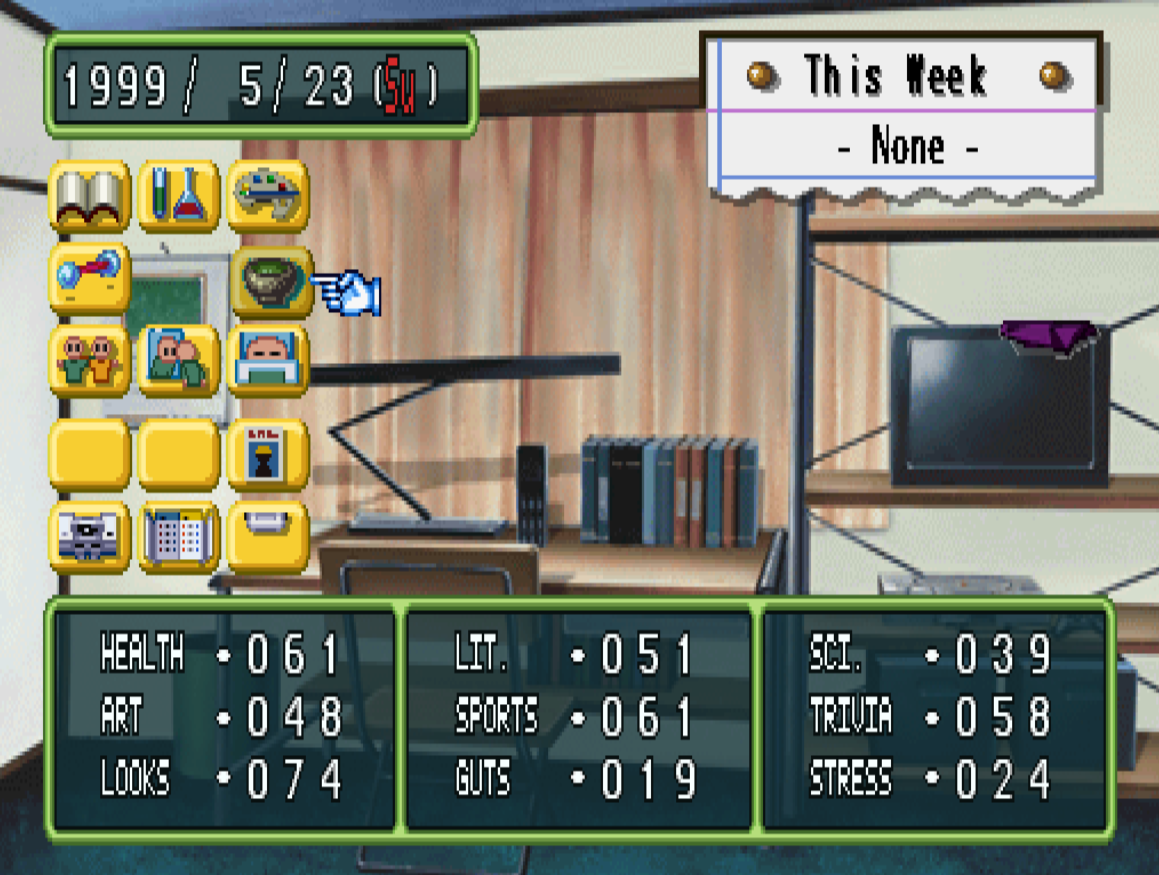 1999/ 5/23(Su)
This Week
- None -
HEALTH • 061
LIT. • 051
SCI. • 039
ART • 048
SPORTS • 061
TRIVIA • 058
LOOKS • 074
GUTS • 019
STRESS • 024